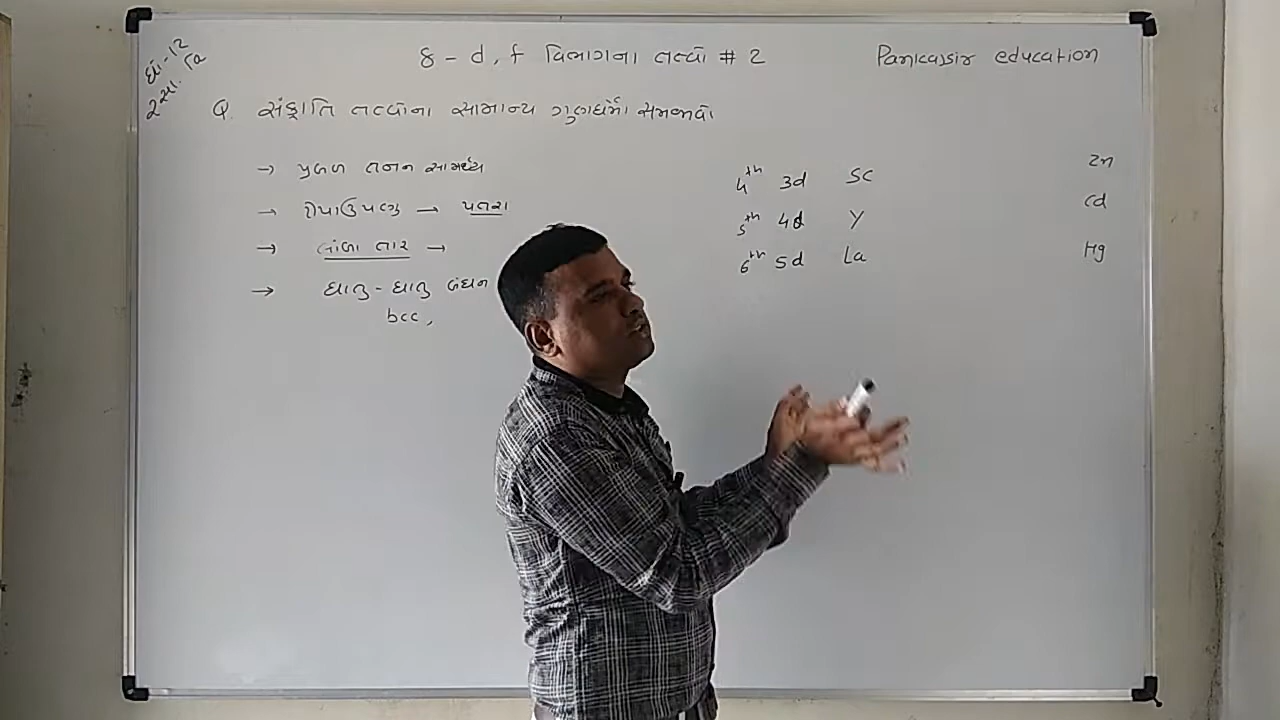 ધો-12
રસા. વિ
8 - d, f વિભાગના તત્વો # 2
Pankajsir education
Q. સંક્રાંતિ તત્વોના સામાન્ય ગુણધર્મો સમજાવો
→ પ્રબળ તનન સામર્થ્ય
→ ટીપાઉપણુ → પતરા
→ લાંબા તાર →
→ ધાતુ - ધાતુ બંધન
bcc,
4th 3d Sc Zn
5th 4d Y Cd
6th 5d La Hg